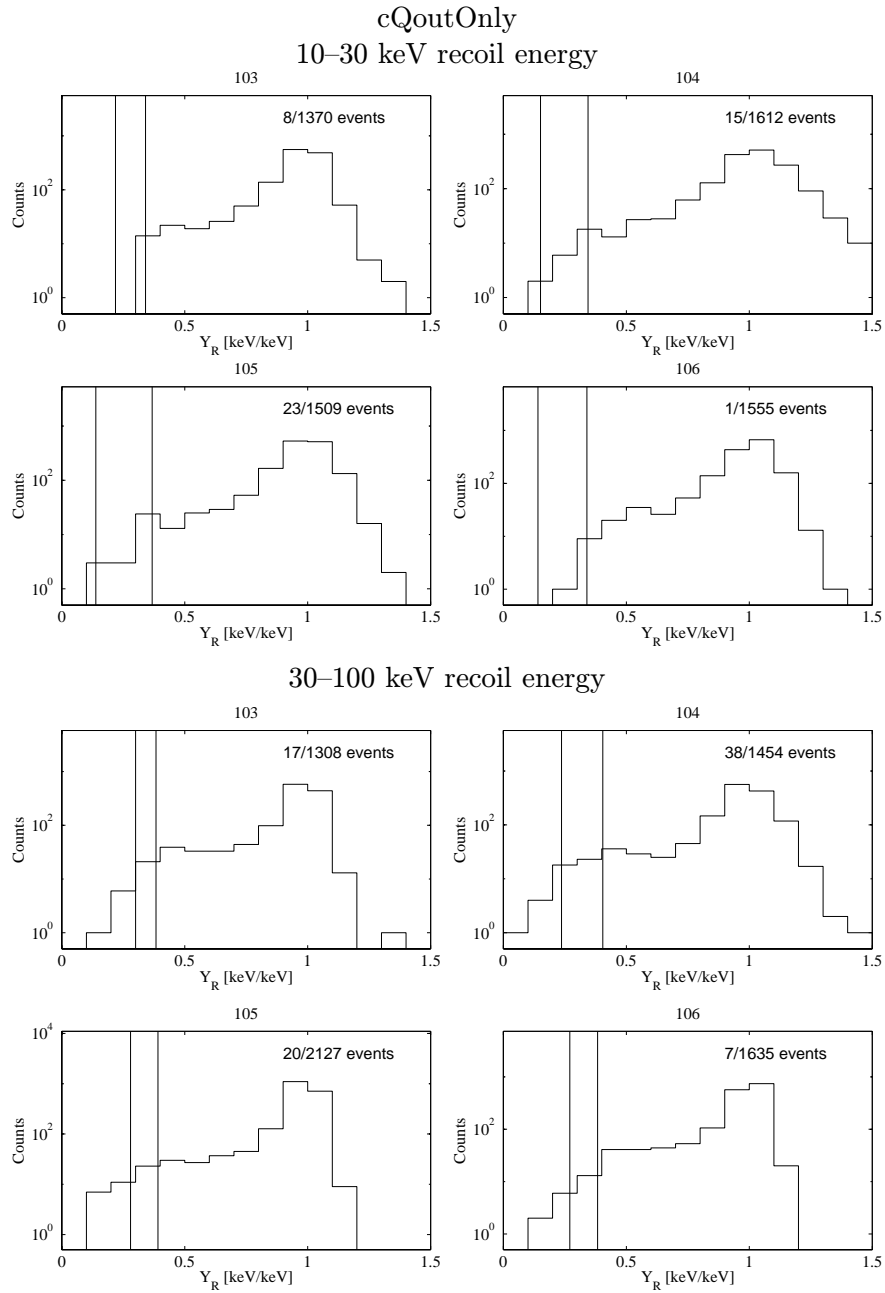 cQoutOnly
10–30 keV recoil energy
103
8/1370 events
Counts
10^2
10^0
0 0.5 1 1.5
Y_R [keV/keV]
104
15/1612 events
Counts
10^2
10^0
0 0.5 1 1.5
Y_R [keV/keV]
105
23/1509 events
Counts
10^2
10^0
0 0.5 1 1.5
Y_R [keV/keV]
106
1/1555 events
Counts
10^2
10^0
0 0.5 1 1.5
Y_R [keV/keV]
30–100 keV recoil energy
103
17/1308 events
Counts
10^2
10^0
0 0.5 1 1.5
Y_R [keV/keV]
104
38/1454 events
Counts
10^2
10^0
0 0.5 1 1.5
Y_R [keV/keV]
105
20/2127 events
Counts
10^4
10^2
10^0
0 0.5 1 1.5
Y_R [keV/keV]
106
7/1635 events
Counts
10^2
10^0
0 0.5 1 1.5
Y_R [keV/keV]